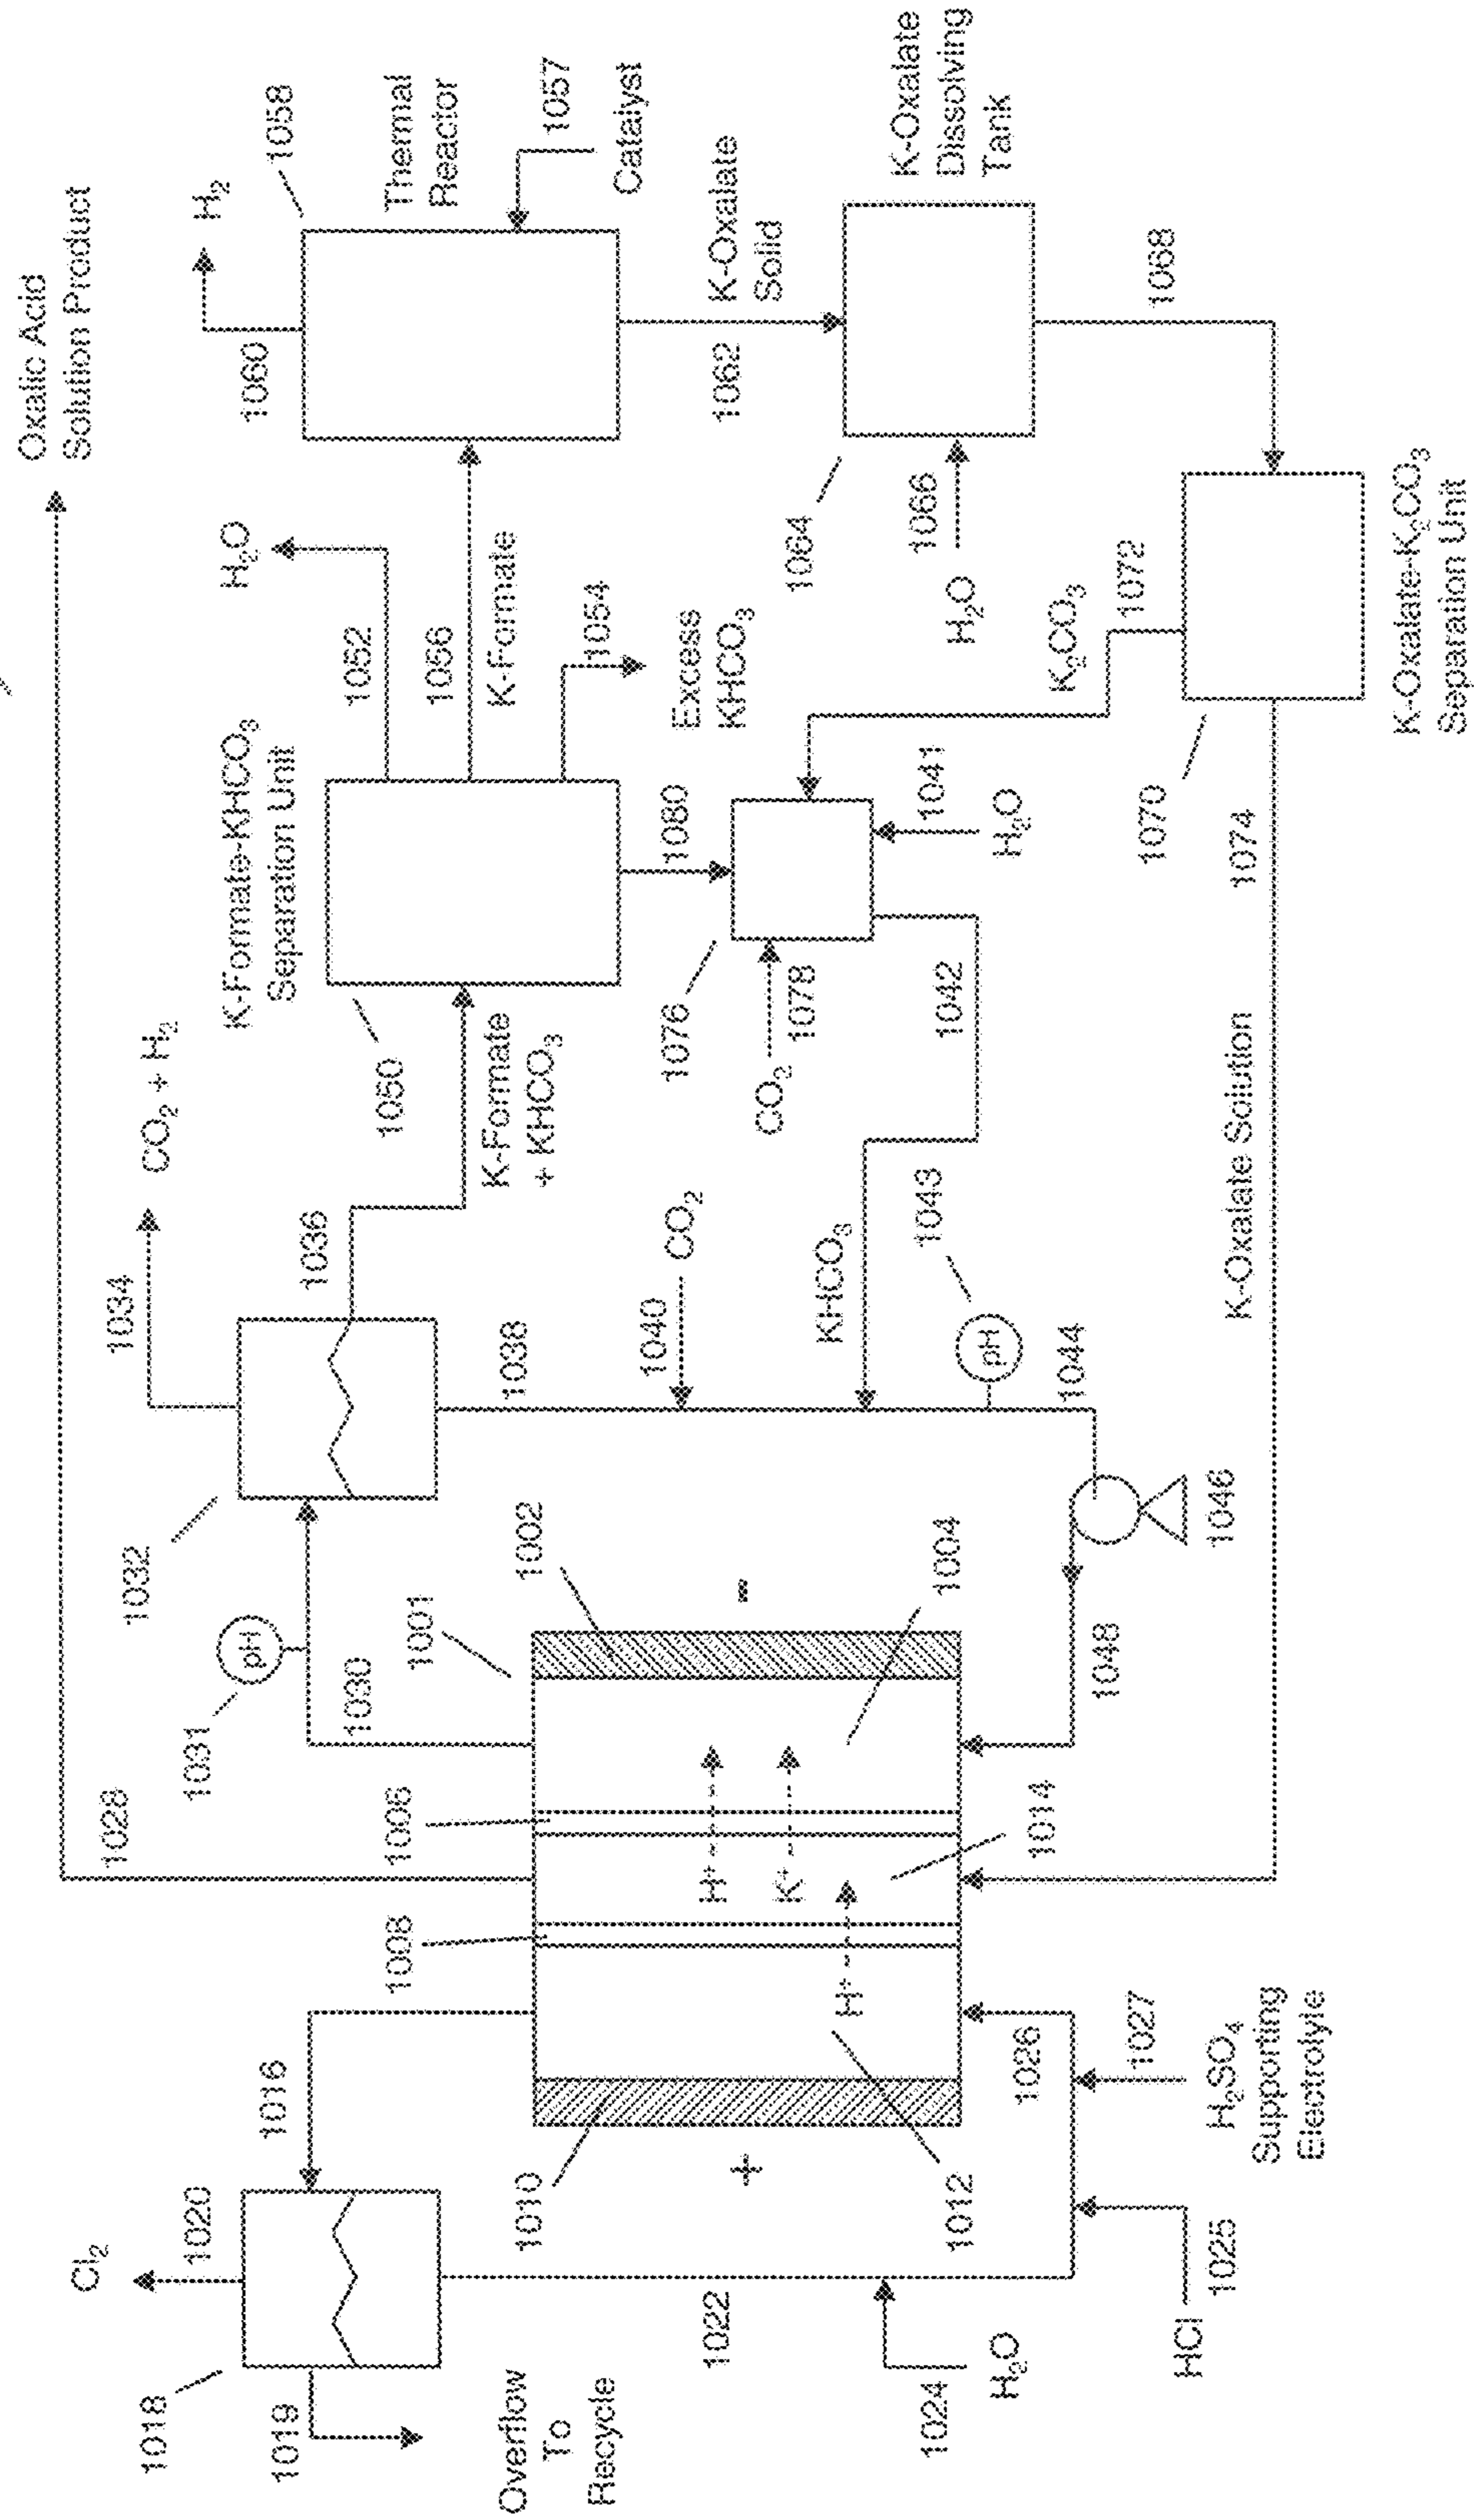 Oxalic Acid
Solution Product
1028
Cl₂
1020
1018
1019
Overflow
To
Recycle
1016
1022
1024
H₂O
HCl
1025
1026
1027
H₂SO₄
Supporting
Electrolyte
+
1010
1012
H⁺
1008
1006
H⁺
K⁺
1014
1004
1001
1002
-
1030
1031
pH
1032
1034
CO₂ + H₂
1036
K-Formate
+ KHCO₃
1038
1040
CO₂
KHCO₃
1043
pH
1044
1046
1048
K-Formate-KHCO₃
Separation Unit
1050
1052
H₂O
1056
K-Formate
1054
Excess
KHCO₃
1080
1076
CO₂
1078
1042
1041
H₂O
1058
Thermal
Reactor
H₂
1060
1057
Catalyst
1062
K-Oxalate
Solid
K-Oxalate
Dissolving
Tank
1064
1066
H₂O
1068
K₂CO₃
1072
1070
K-Oxalate-K₂CO₃
Separation Unit
1074
K-Oxalate Solution